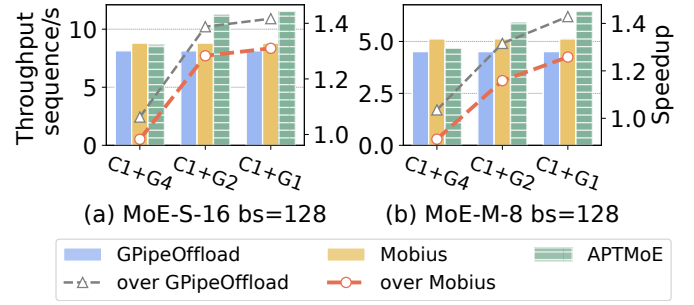 Throughput
sequence/s
10
5
0
1.4
1.2
1.0
C1+G4
C1+G2
C1+G1
(a) MoE-S-16 bs=128
5.0
2.5
0.0
1.4
1.2
1.0
Speedup
C1+G4
C1+G2
C1+G1
(b) MoE-M-8 bs=128
GPipeOffload
Mobius
APTMoE
over GPipeOffload
over Mobius